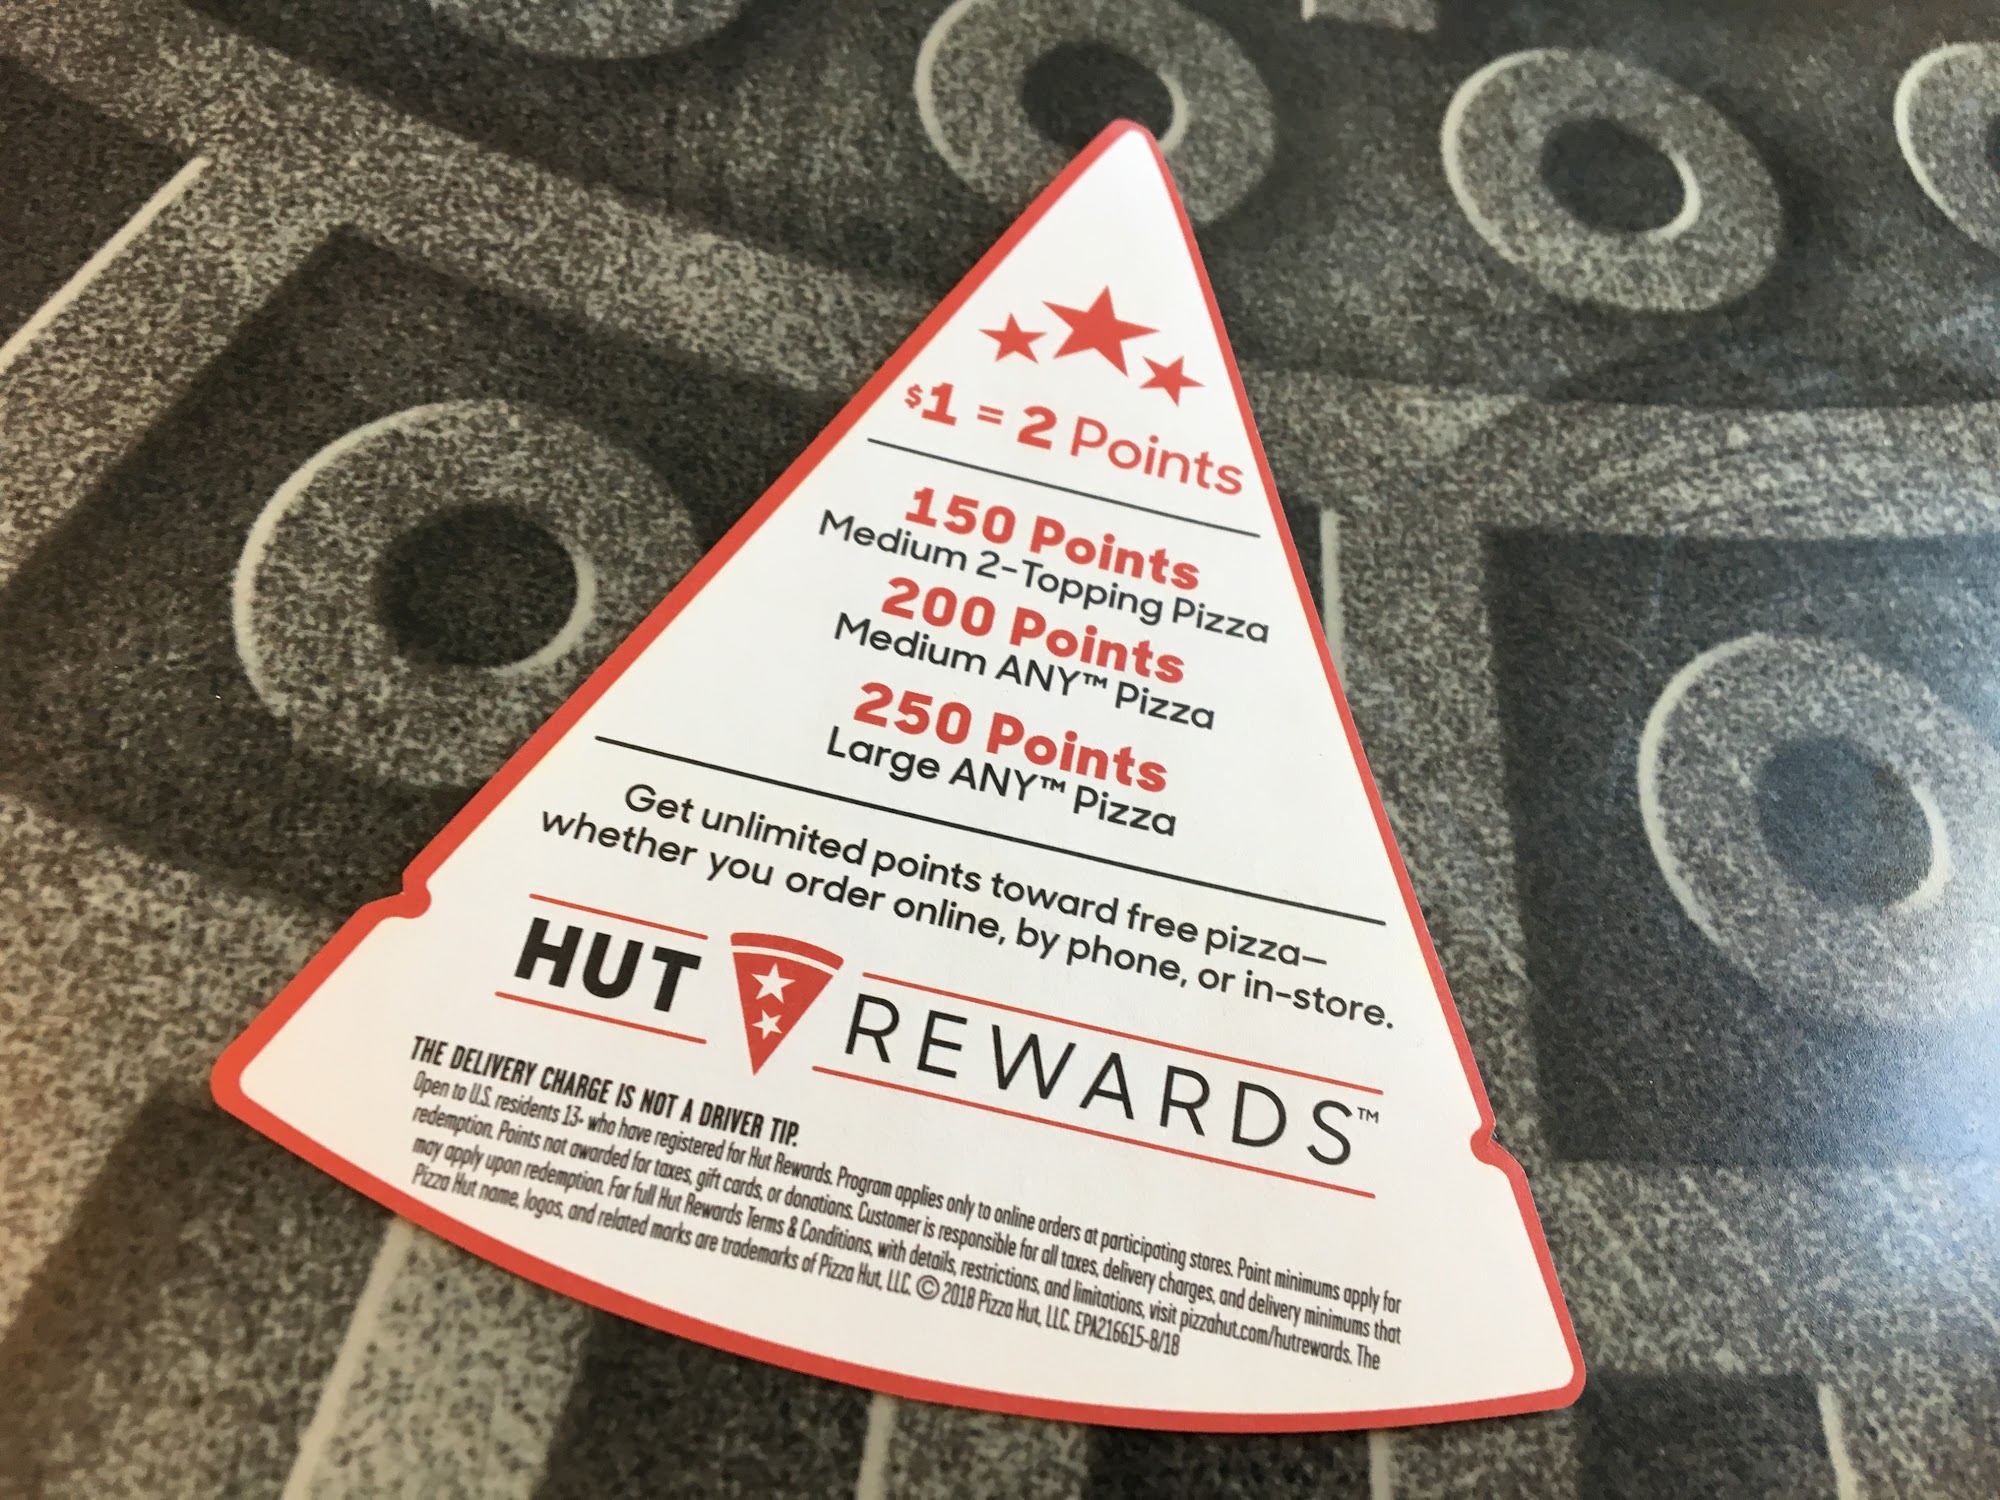 $1 = 2 Points
150 Points
Medium 2-Topping Pizza
200 Points
Medium ANY™ Pizza
250 Points
Large ANY™ Pizza
Get unlimited points toward free pizza—
whether you order online, by phone, or in-store.
HUT REWARDS™
THE DELIVERY CHARGE IS NOT A DRIVER TIP.
Open to U.S. residents 13+ who have registered for Hut Rewards. Program applies only to online orders at participating stores. Point minimums apply for
redemption. Points not awarded for taxes, gift cards, or donations. Customer is responsible for all taxes, delivery charges, and delivery minimums that
may apply upon redemption. For full Hut Rewards Terms & Conditions, with details, restrictions, and limitations, visit pizzahut.com/hutrewards. The
Pizza Hut name, logos, and related marks are trademarks of Pizza Hut, LLC. © 2018 Pizza Hut, LLC. EPA216615-8/18